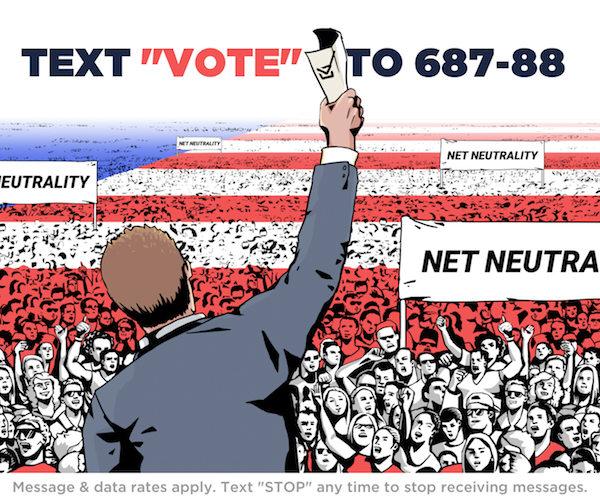 TEXT "VOTE" TO 687-88
NET NEUTRALITY
NET NEUTRALITY
EUTRALITY
NET NEUTRA
Message & data rates apply. Text "STOP" any time to stop receiving messages.